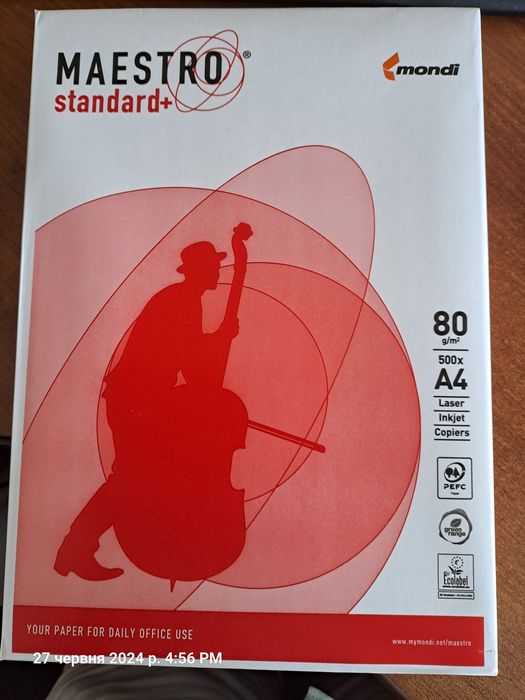 MAESTRO®
standard+
mondi
80
g/m²
500x
A4
Laser
Inkjet
Copiers
PEFC
green
range
Ecolabel
YOUR PAPER FOR DAILY OFFICE USE
www.mymondi.net/maestro
27 червня 2024 р. 4:56 PM